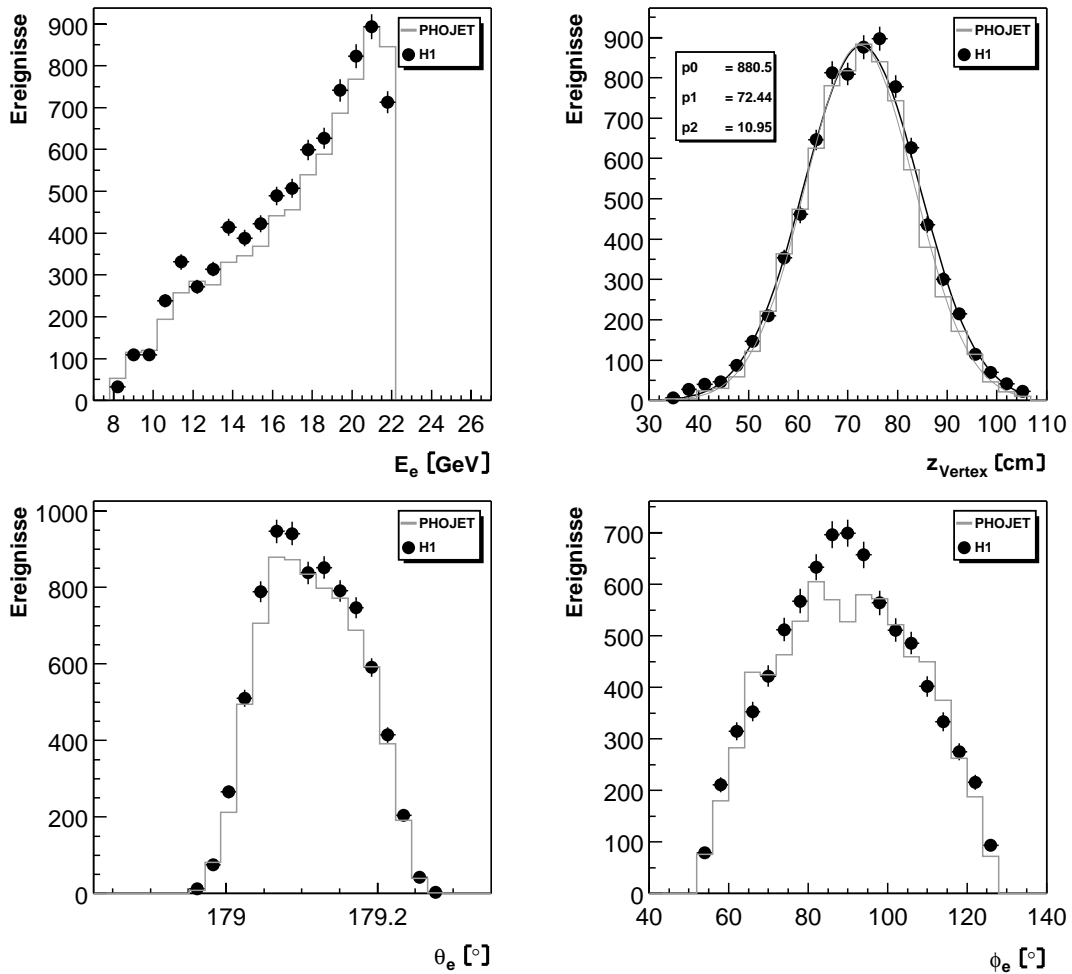 Ereignisse
PHOJET
H1
900
800
700
600
500
400
300
200
100
0
8 10 12 14 16 18 20 22 24 26
E_e [GeV]
Ereignisse
PHOJET
H1
p0 = 880.5
p1 = 72.44
p2 = 10.95
900
800
700
600
500
400
300
200
100
0
30 40 50 60 70 80 90 100 110
z_Vertex [cm]
Ereignisse
PHOJET
H1
1000
800
600
400
200
0
179 179.2
θ_e [°]
Ereignisse
PHOJET
H1
700
600
500
400
300
200
100
0
40 60 80 100 120 140
ϕ_e [°]